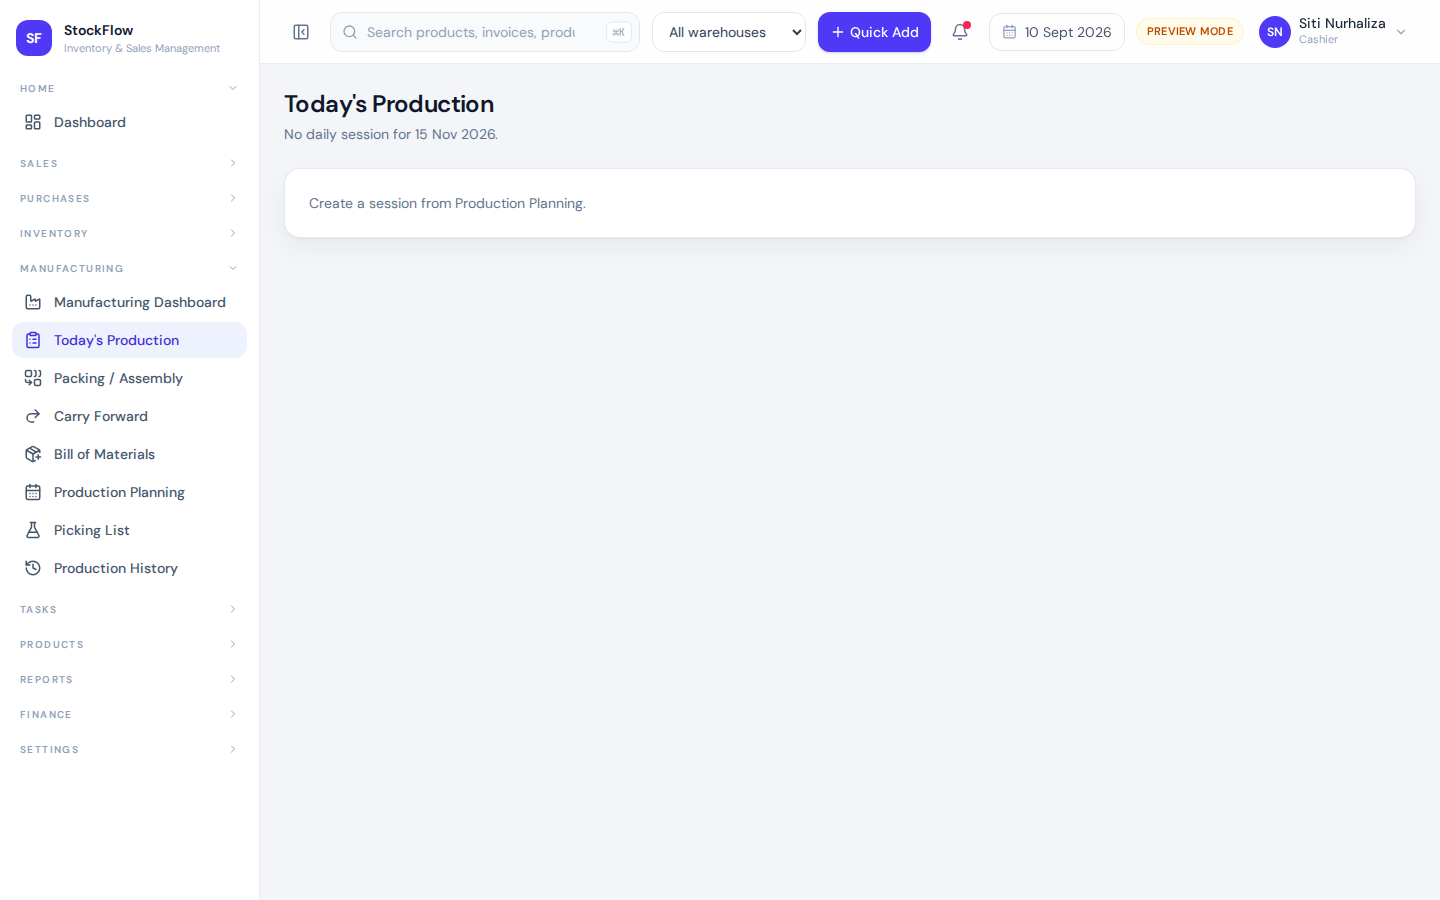 SF
StockFlow
Inventory & Sales Management
HOME
Dashboard
SALES
PURCHASES
INVENTORY
MANUFACTURING
Manufacturing Dashboard
Today's Production
Packing / Assembly
Carry Forward
Bill of Materials
Production Planning
Picking List
Production History
TASKS
PRODUCTS
REPORTS
FINANCE
SETTINGS
Search products, invoices, produ
⌘K
All warehouses
+ Quick Add
10 Sept 2026
PREVIEW MODE
SN
Siti Nurhaliza
Cashier
Today's Production
No daily session for 15 Nov 2026.
Create a session from Production Planning.